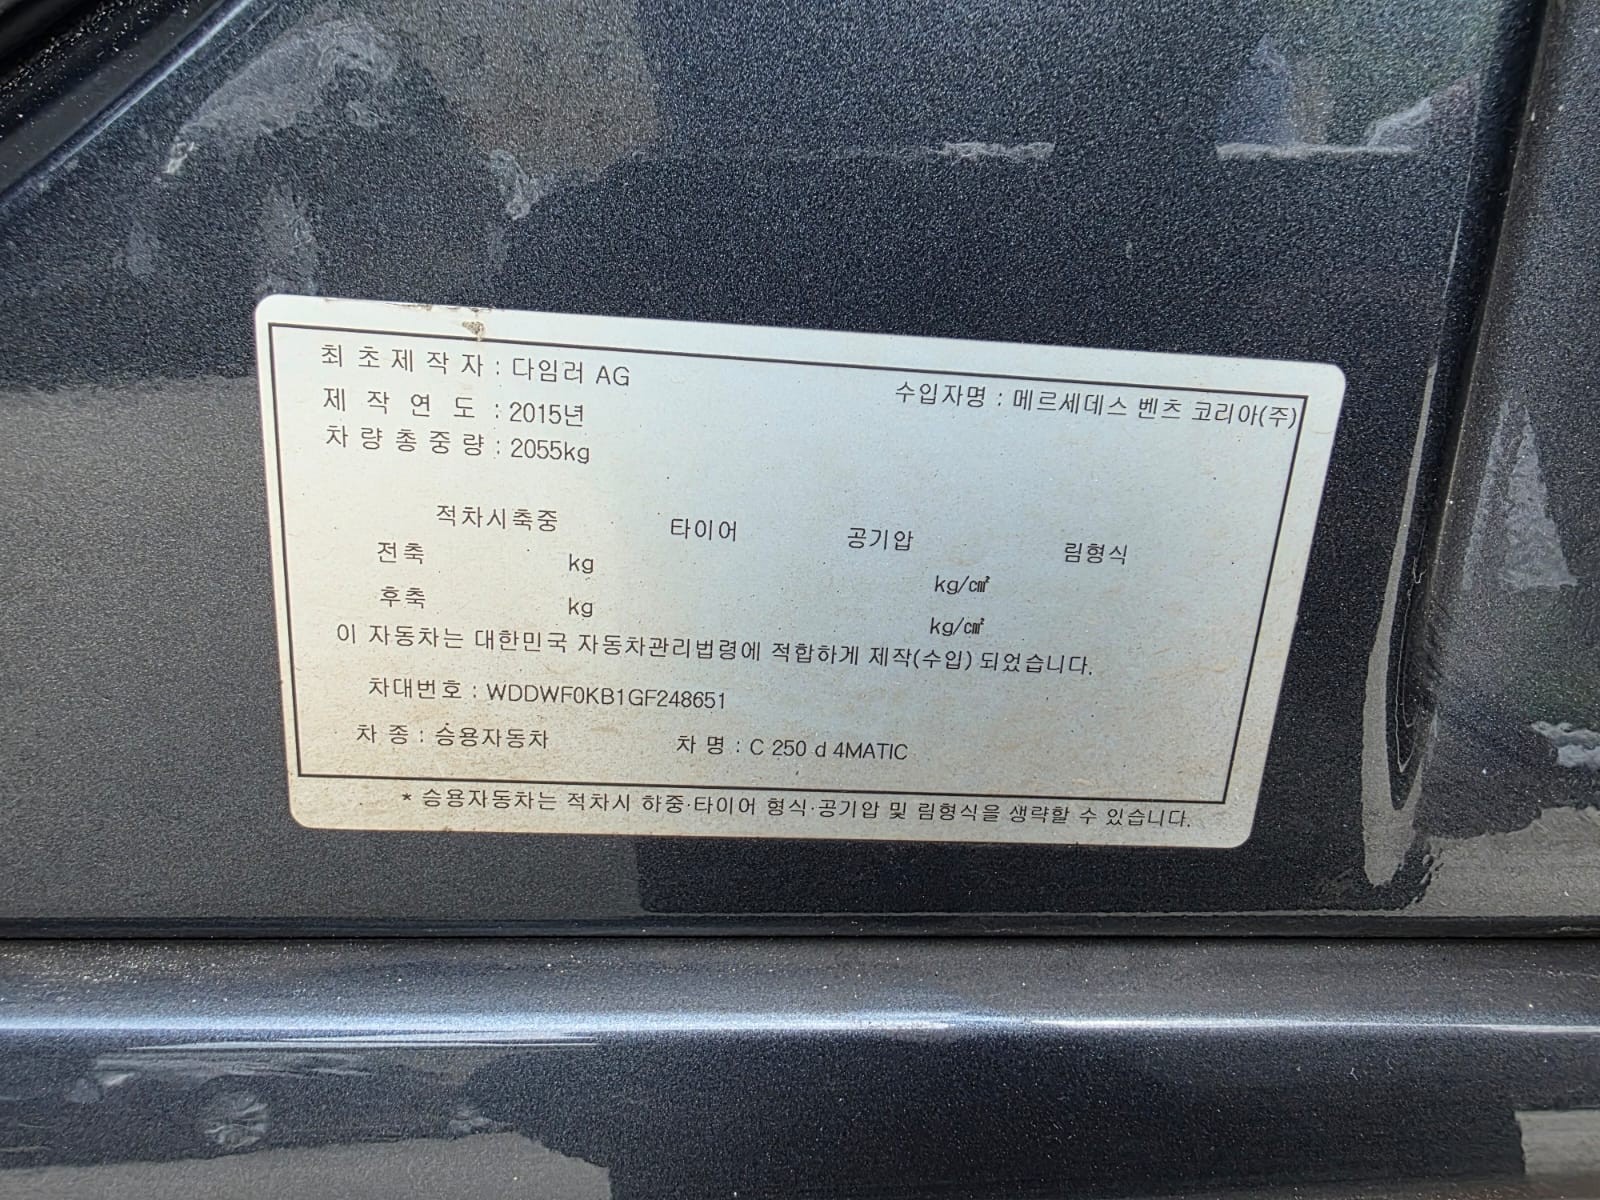 최초제작자 : 다임러 AG
수입자명 : 메르세데스 벤츠 코리아(주)
제작연도 : 2015년
차량총중량 : 2055kg
적차시축중 타이어 공기압 림형식
전축 kg kg/㎠
후축 kg kg/㎠
이 자동차는 대한민국 자동차관리법령에 적합하게 제작(수입) 되었습니다.
차대번호 : WDDWF0KB1GF248651
차종 : 승용자동차 차명 : C 250 d 4MATIC
* 승용자동차는 적차시 하중·타이어 형식·공기압 및 림형식을 생략할 수 있습니다.